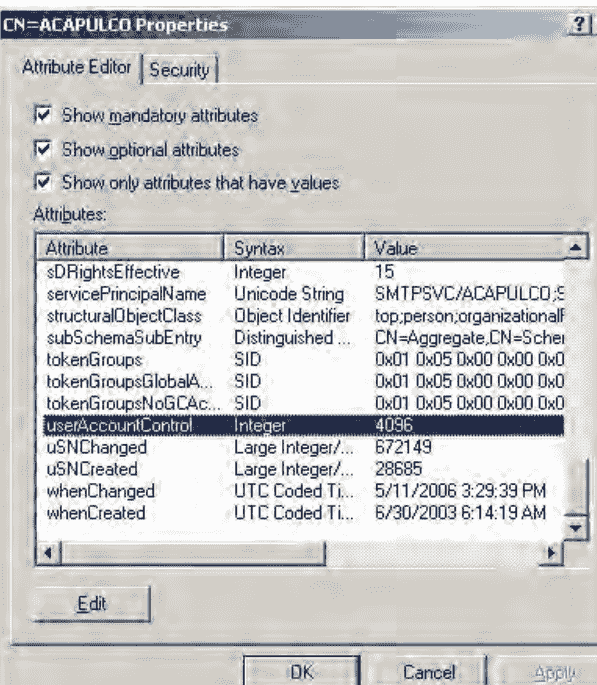 CN=ACAPULCO Properties ?
Attribute Editor Security
Show mandatory attributes
Show optional attributes
Show only attributes that have values
Attributes:
Attribute Syntax Value
sDRightsEffective Integer 15
servicePrincipalName Unicode String SMTPSVC/ACAPULCO;S
structuralObjectClass Object Identifier top;person;organizationalF
subSchemaSubEntry Distinguished ... CN=Aggregate,CN=Scher
tokenGroups SID 0x01 0x05 0x00 0x00 0x0
tokenGroupsGlobalA... SID 0x01 0x05 0x00 0x00 0x0
tokenGroupsNoGCAc... SID 0x01 0x05 0x00 0x00 0x0
userAccountControl Integer 4096
uSNChanged Large Integer/... 672149
uSNCreated Large Integer/... 28685
whenChanged UTC Coded Ti... 5/11/2006 3:29:39 PM
whenCreated UTC Coded Ti... 6/30/2003 6:14:19 AM
Edit
OK Cancel Apply